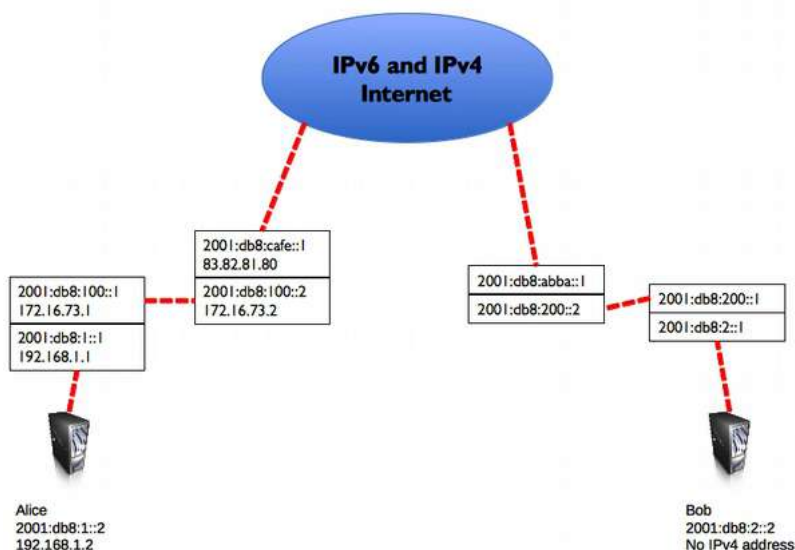 IPv6 and IPv4
Internet
2001:db8:cafe::1
83.82.81.80
2001:db8:100::2
172.16.73.2
2001:db8:100::1
172.16.73.1
2001:db8:1::1
192.168.1.1
2001:db8:abba::1
2001:db8:200::2
2001:db8:200::1
2001:db8:2::1
Alice
2001:db8:1::2
192.168.1.2
Bob
2001:db8:2::2
No IPv4 address